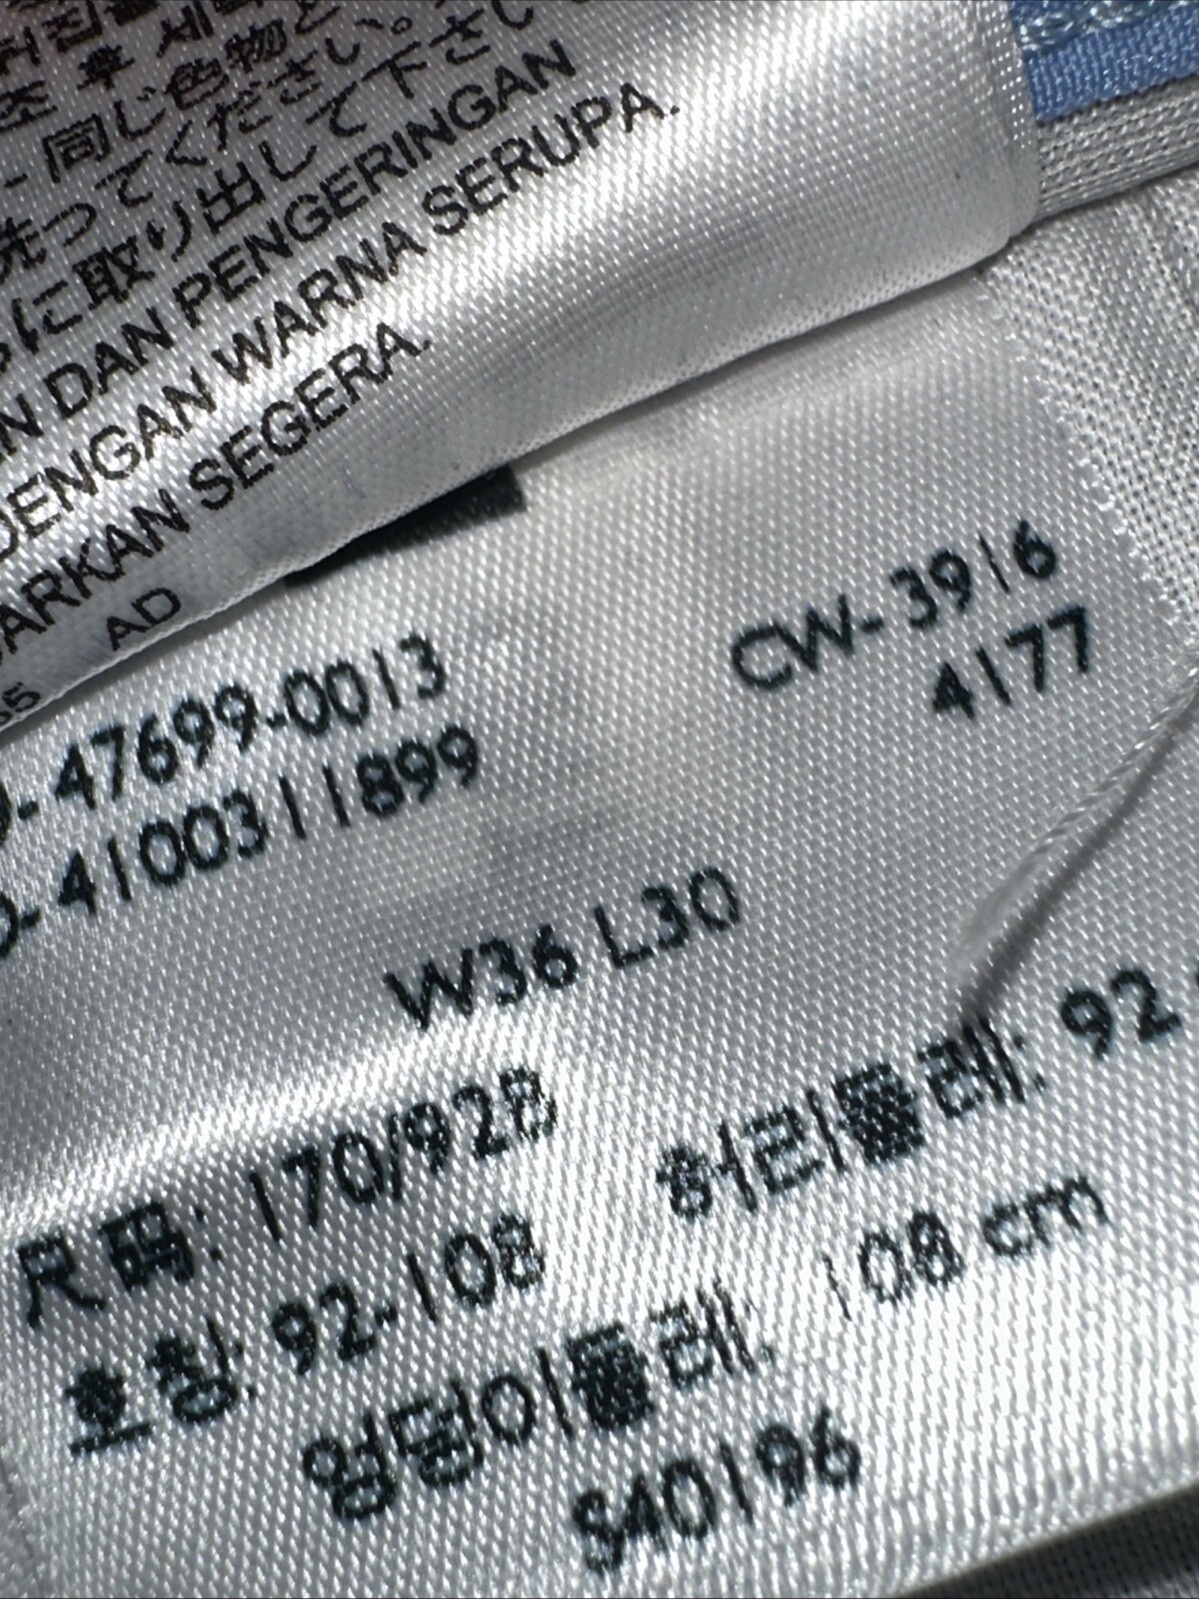 조 후 세
- 同じ色物と
洗ってください。
に取り出して下さい
N DAN PENGERINGAN
DENGAN WARNA SERUPA.
ARKAN SEGERA.
AD
-47699-0013
CW-3916
-4100311899
4177
W36 L30
尺码: 170/92B
허리둘레: 92
호칭: 92-108
엉덩이둘레: 108 cm
S40196